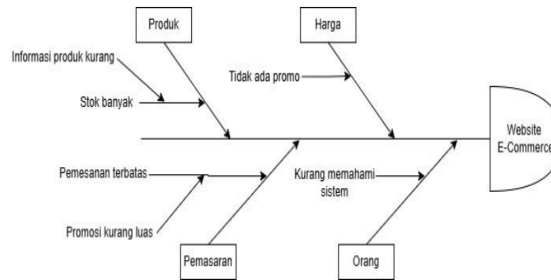 Produk
Harga
Informasi produk kurang
Tidak ada promo
Stok banyak
Website
E-Commerce
Pemesanan terbatas
Kurang memahami
sistem
Promosi kurang luas
Pemasaran
Orang